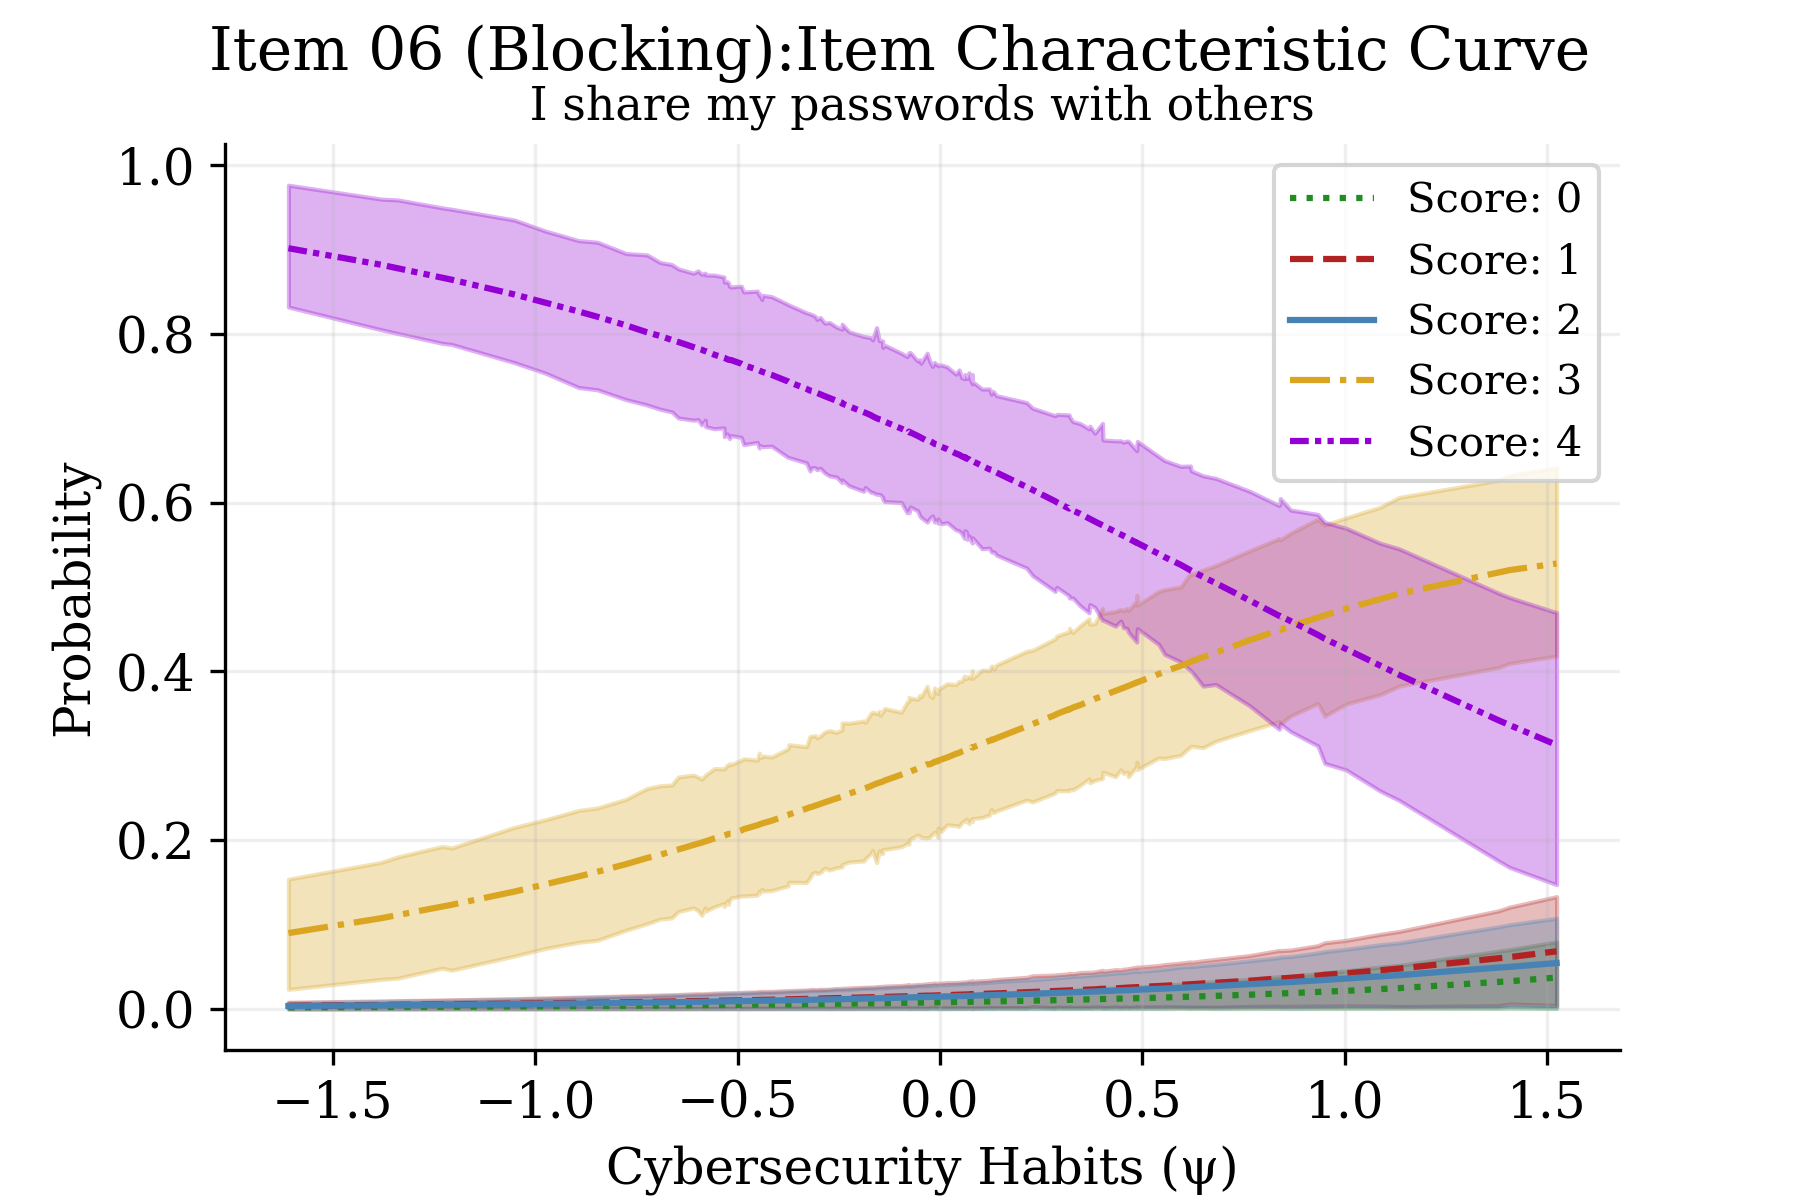 Item 06 (Blocking):Item Characteristic Curve
I share my passwords with others
Probability
1.0
0.8
0.6
0.4
0.2
0.0
Score: 0
Score: 1
Score: 2
Score: 3
Score: 4
−1.5 −1.0 −0.5 0.0 0.5 1.0 1.5
Cybersecurity Habits (ψ)